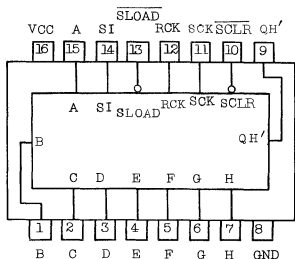 VCC A SI SLOAD RCK SCK SCLR QH'
16 15 14 13 12 11 10 9
A SI SLOAD RCK SCK SCLR
B QH'
C D E F G H
1 2 3 4 5 6 7 8
B C D E F G H GND